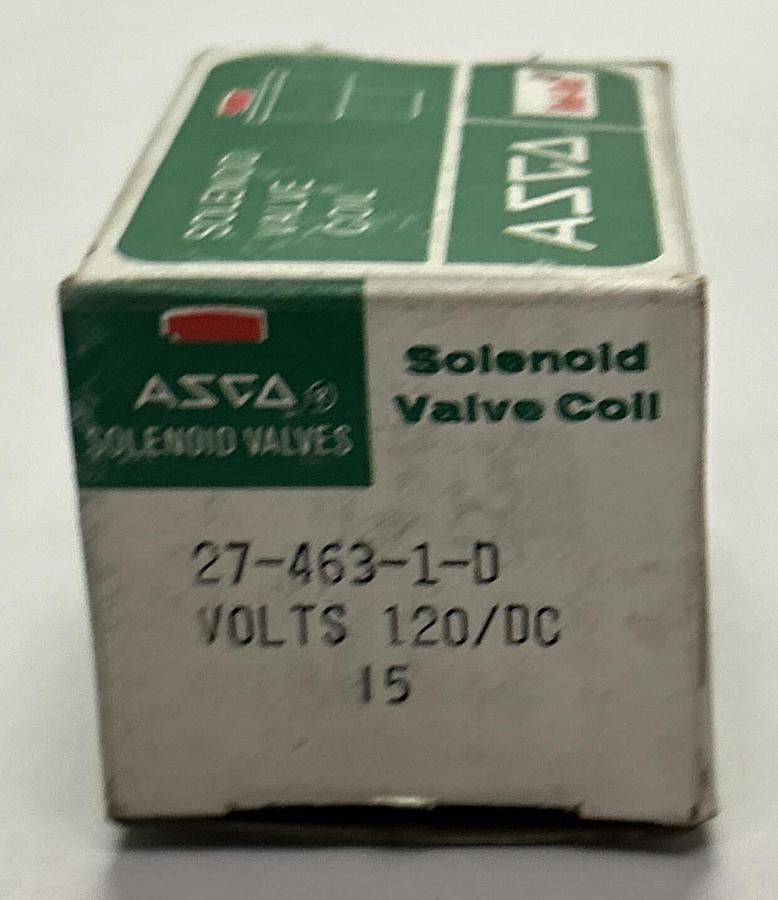 SOLENOID
VALVE
COIL
ASCO
ASCO®
SOLENOID VALVES
Solenoid
Valve Coil
27-463-1-D
VOLTS 120/DC
15